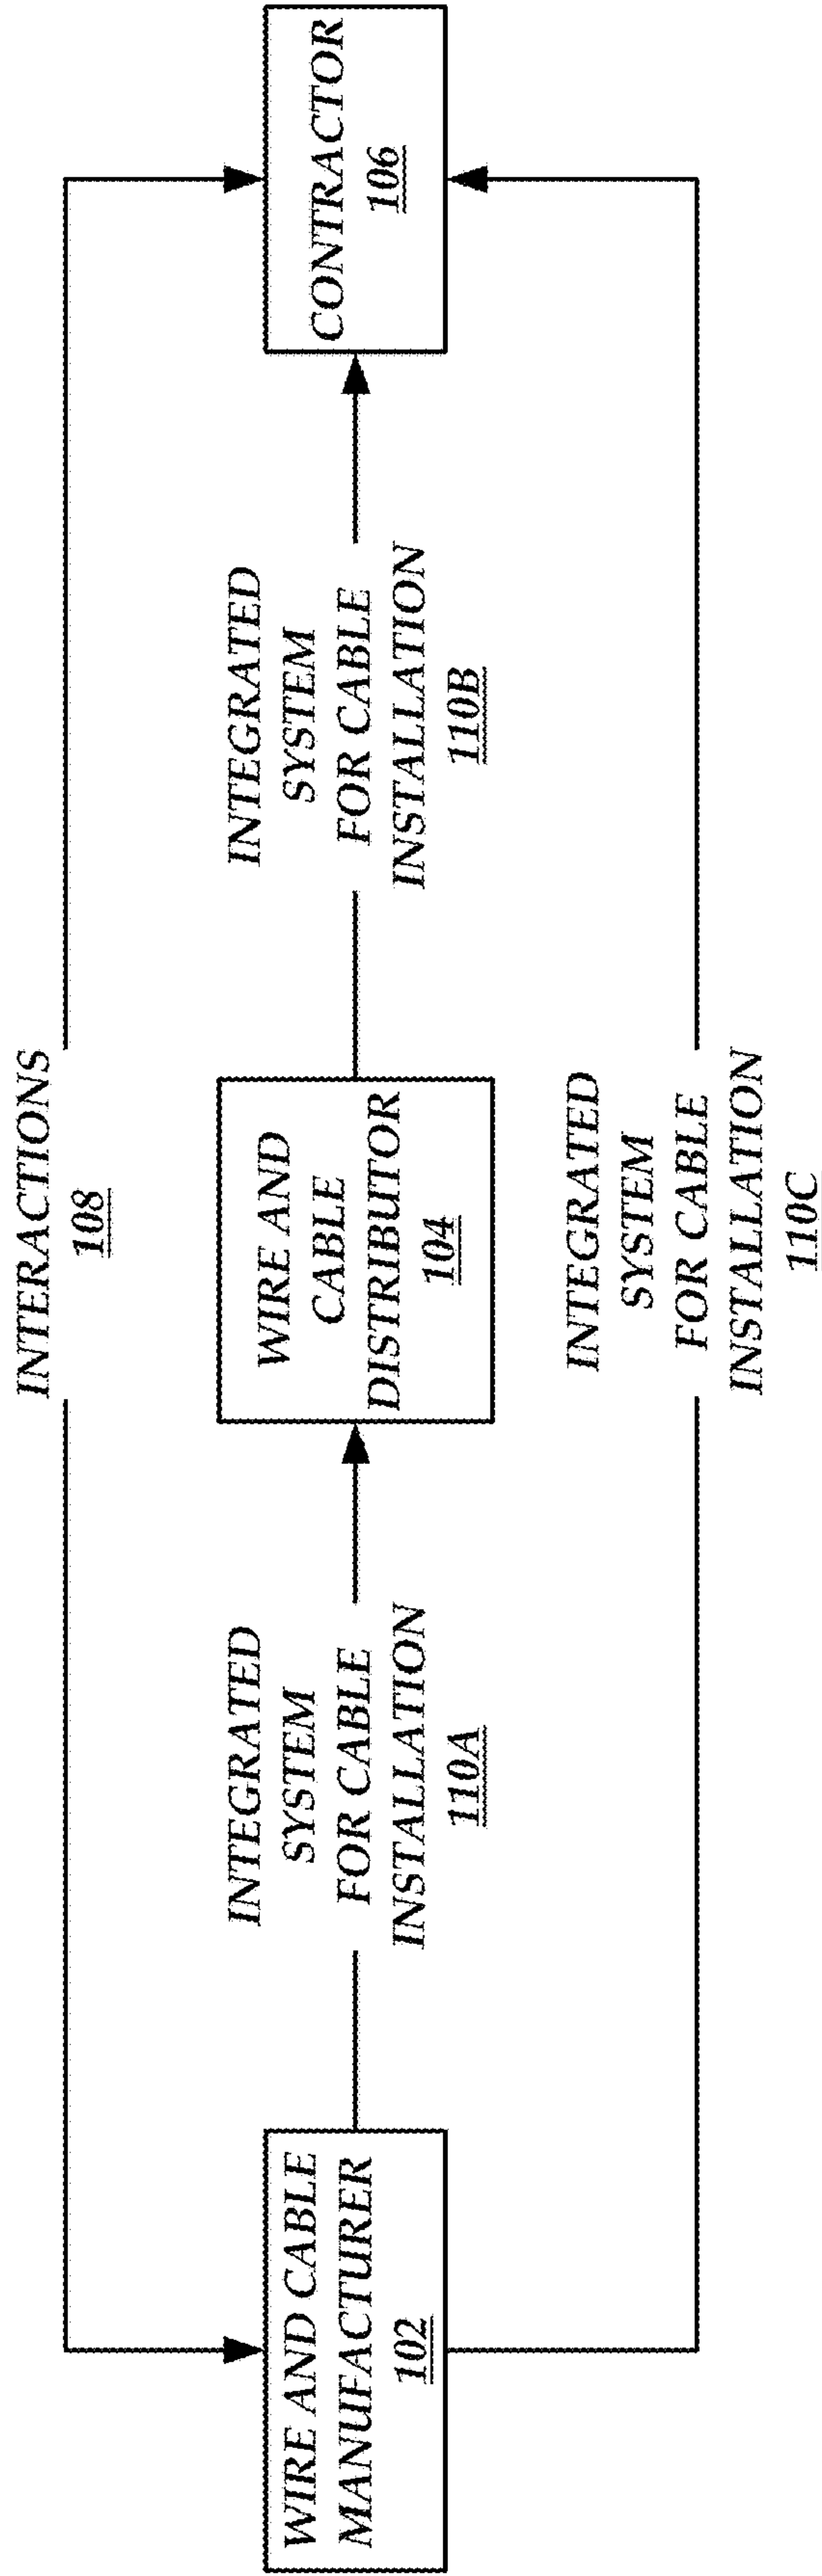 INTERACTIONS
108
WIRE AND CABLE
MANUFACTURER
102
INTEGRATED
SYSTEM
FOR CABLE
INSTALLATION
110A
WIRE AND
CABLE
DISTRIBUTOR
104
INTEGRATED
SYSTEM
FOR CABLE
INSTALLATION
110B
CONTRACTOR
106
INTEGRATED
SYSTEM
FOR CABLE
INSTALLATION
110C